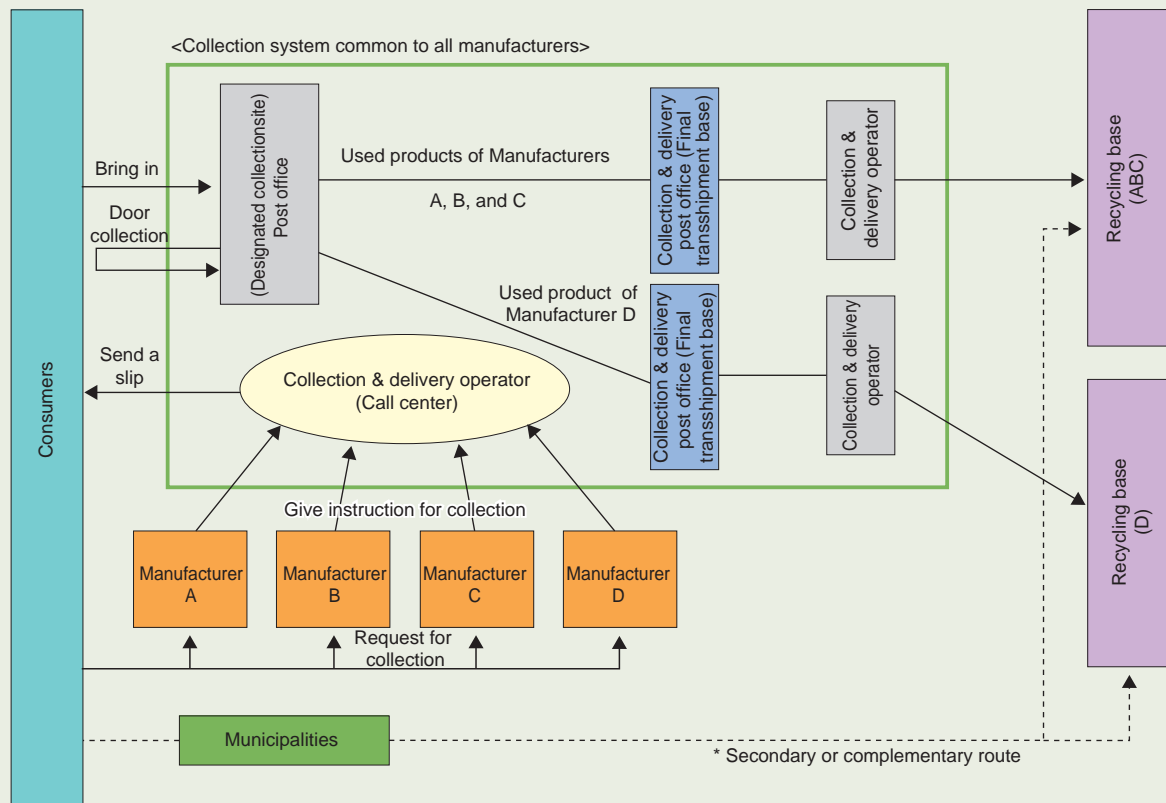 <Collection system common to all manufacturers>
Consumers
Bring in
Door
collection
(Designated collectionsite)
Post office
Used products of Manufacturers
A, B, and C
Collection & delivery
post office (Final
transshipment base)
Collection &
delivery operator
Recycling base
(ABC)
Used product of
Manufacturer D
Collection & delivery
post office (Final
transshipment base)
Collection & delivery
operator
Recycling base
(D)
Send a
slip
Collection & delivery operator
(Call center)
Give instruction for collection
Manufacturer
A
Manufacturer
B
Manufacturer
C
Manufacturer
D
Request for
collection
Municipalities
* Secondary or complementary route